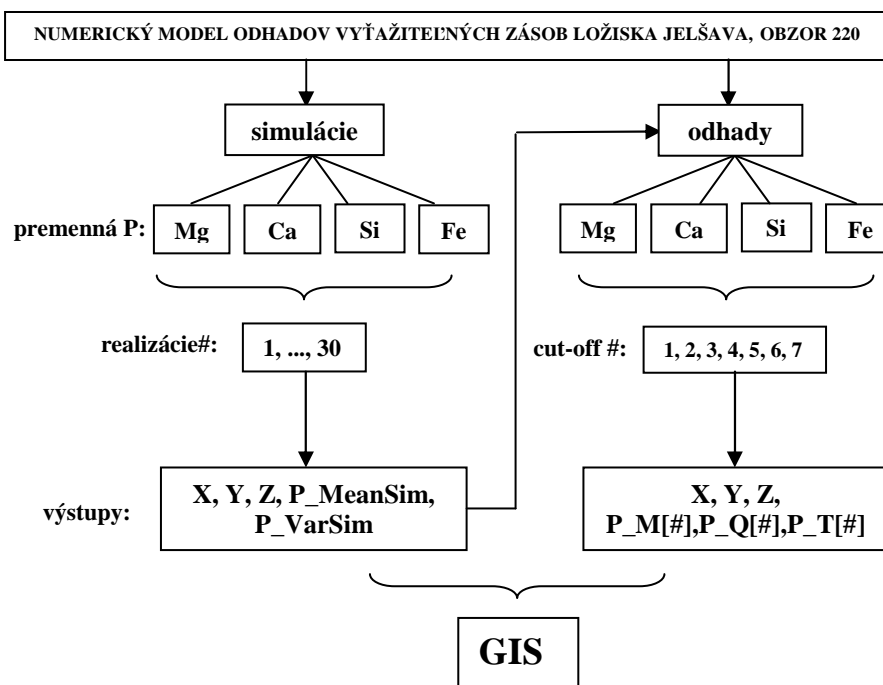 NUMERICKÝ MODEL ODHADOV VYŤAŽITEĽNÝCH ZÁSOB LOŽISKA JELŠAVA, OBZOR 220
simulácie
odhady
premenná P:
Mg
Ca
Si
Fe
Mg
Ca
Si
Fe
realizácie#:
1, ..., 30
cut-off #:
1, 2, 3, 4, 5, 6, 7
výstupy:
X, Y, Z, P_MeanSim,
P_VarSim
X, Y, Z,
P_M[#],P_Q[#],P_T[#]
GIS